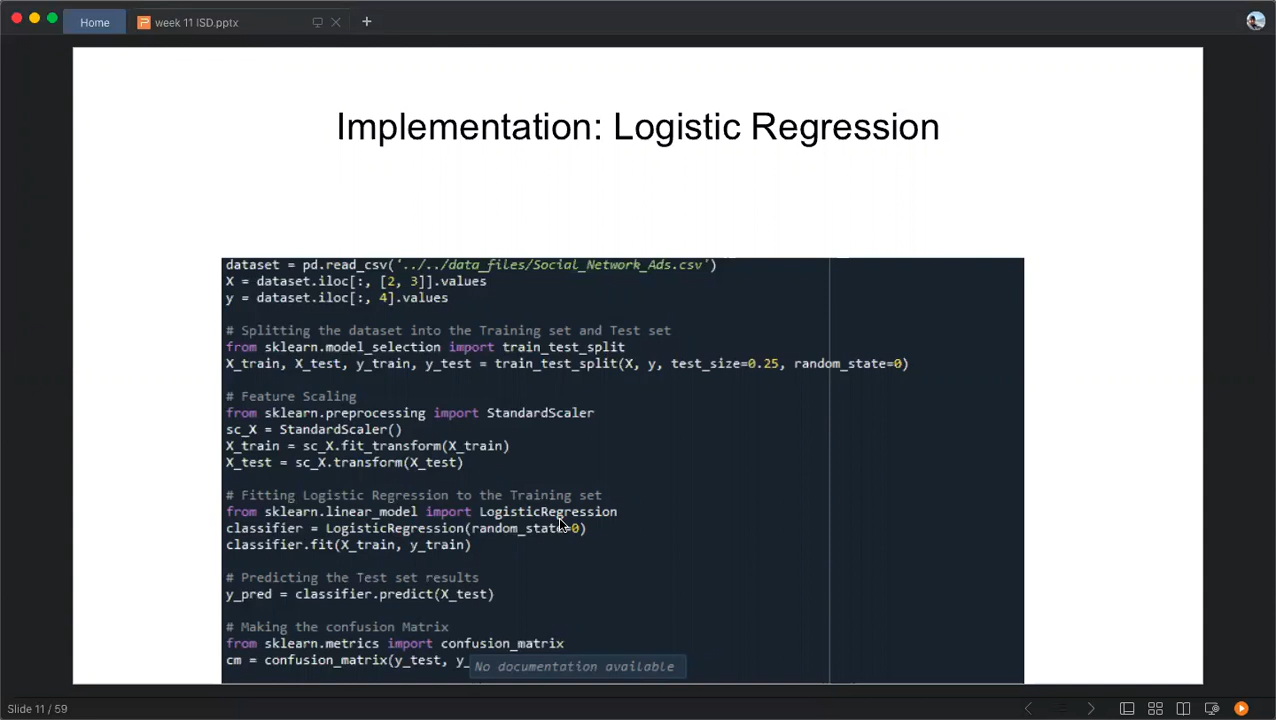 Home
week 11 ISD.pptx
Implementation: Logistic Regression
dataset = pd.read_csv('../../data_files/Social_Network_Ads.csv')
X = dataset.iloc[:, [2, 3]].values
y = dataset.iloc[:, 4].values
# Splitting the dataset into the Training set and Test set
from sklearn.model_selection import train_test_split
X_train, X_test, y_train, y_test = train_test_split(X, y, test_size=0.25, random_state=0)
# Feature Scaling
from sklearn.preprocessing import StandardScaler
sc_X = StandardScaler()
X_train = sc_X.fit_transform(X_train)
X_test = sc_X.transform(X_test)
# Fitting Logistic Regression to the Training set
from sklearn.linear_model import LogisticRegression
classifier = LogisticRegression(random_state=0)
classifier.fit(X_train, y_train)
# Predicting the Test set results
y_pred = classifier.predict(X_test)
# Making the confusion Matrix
from sklearn.metrics import confusion_matrix
cm = confusion_matrix(y_test, y_
No documentation available
Slide 11 / 59